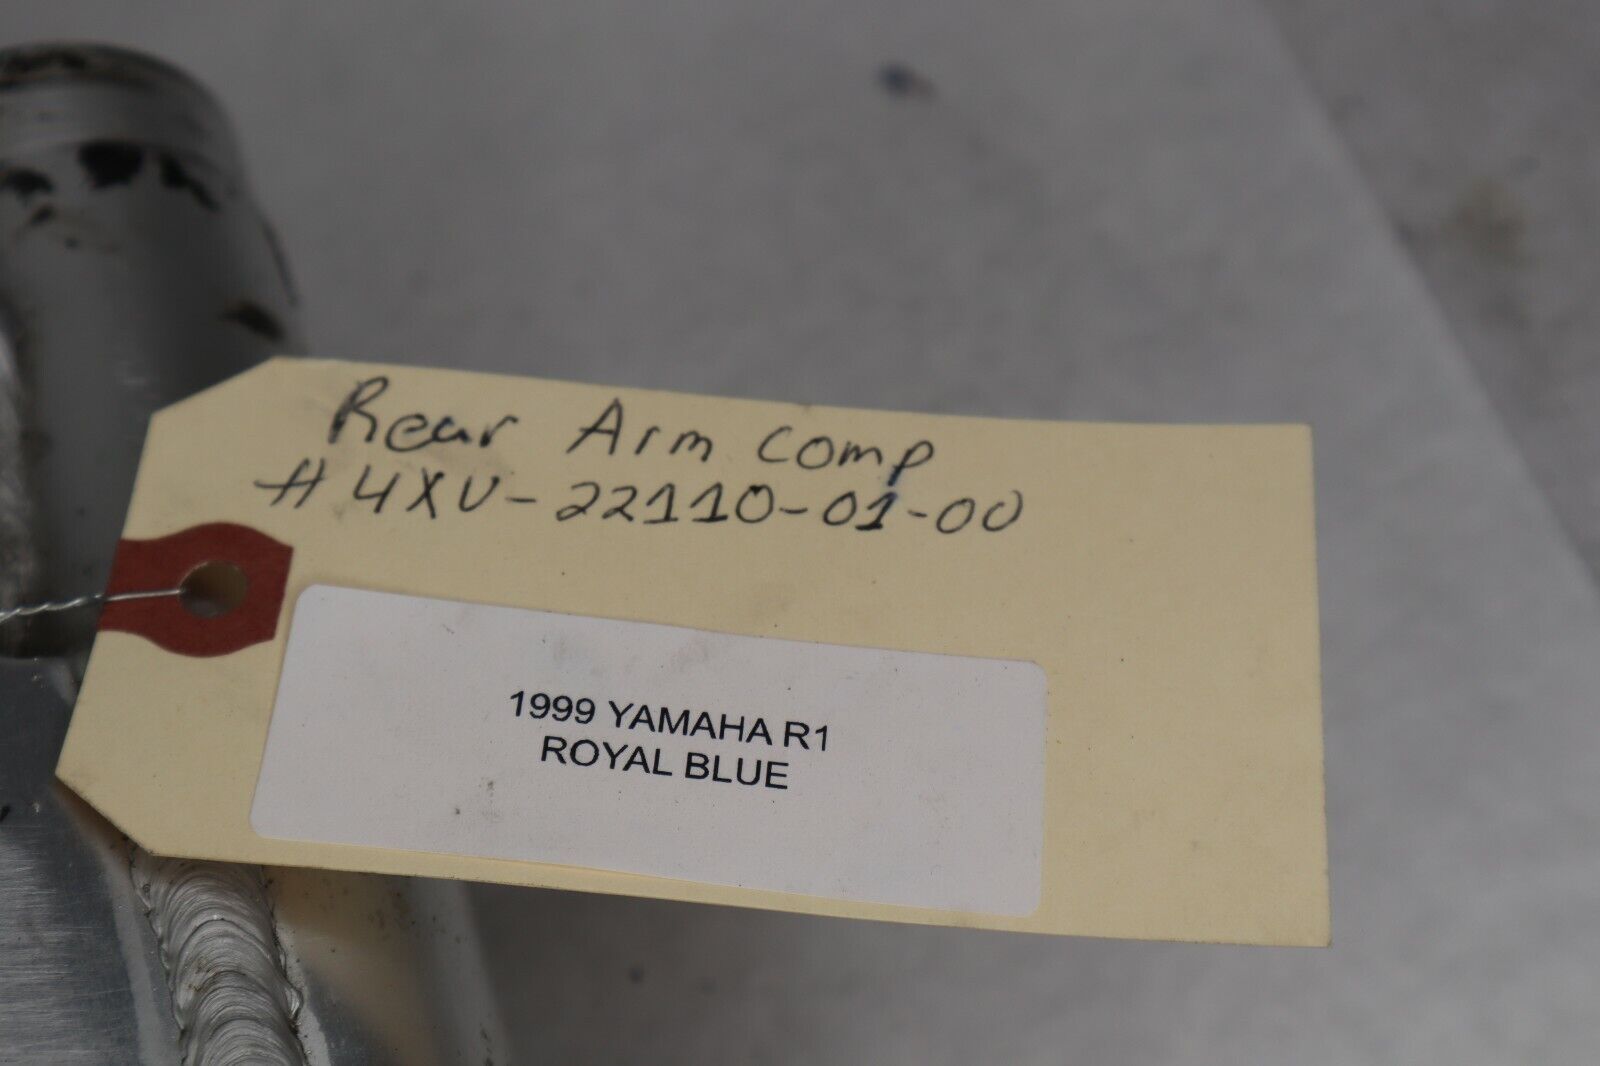 Rear Arm Comp
# 4XV-22110-01-00
1999 YAMAHA R1
ROYAL BLUE